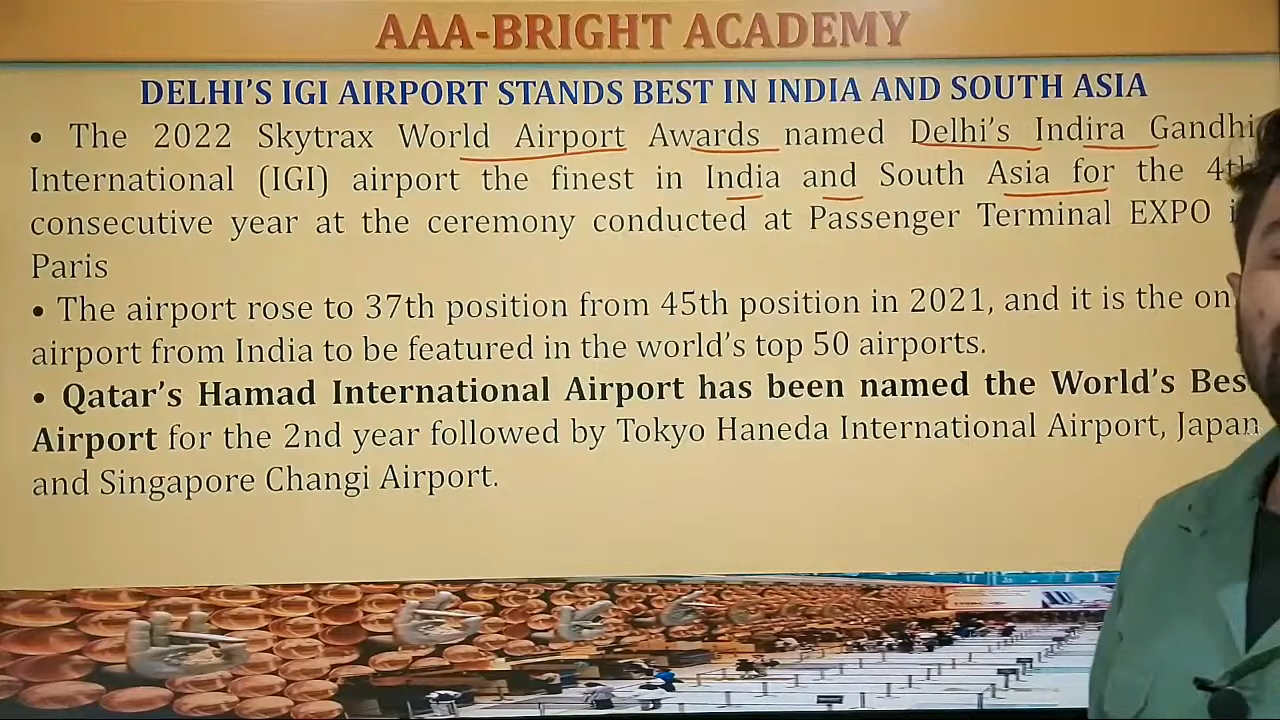 AAA-BRIGHT ACADEMY
DELHI'S IGI AIRPORT STANDS BEST IN INDIA AND SOUTH ASIA
• The 2022 Skytrax World Airport Awards named Delhi's Indira Gandhi
International (IGI) airport the finest in India and South Asia for the 4th
consecutive year at the ceremony conducted at Passenger Terminal EXPO
Paris
• The airport rose to 37th position from 45th position in 2021, and it is the
airport from India to be featured in the world's top 50 airports.
• Qatar's Hamad International Airport has been named the World's Best
Airport for the 2nd year followed by Tokyo Haneda International Airport, Japan
and Singapore Changi Airport.